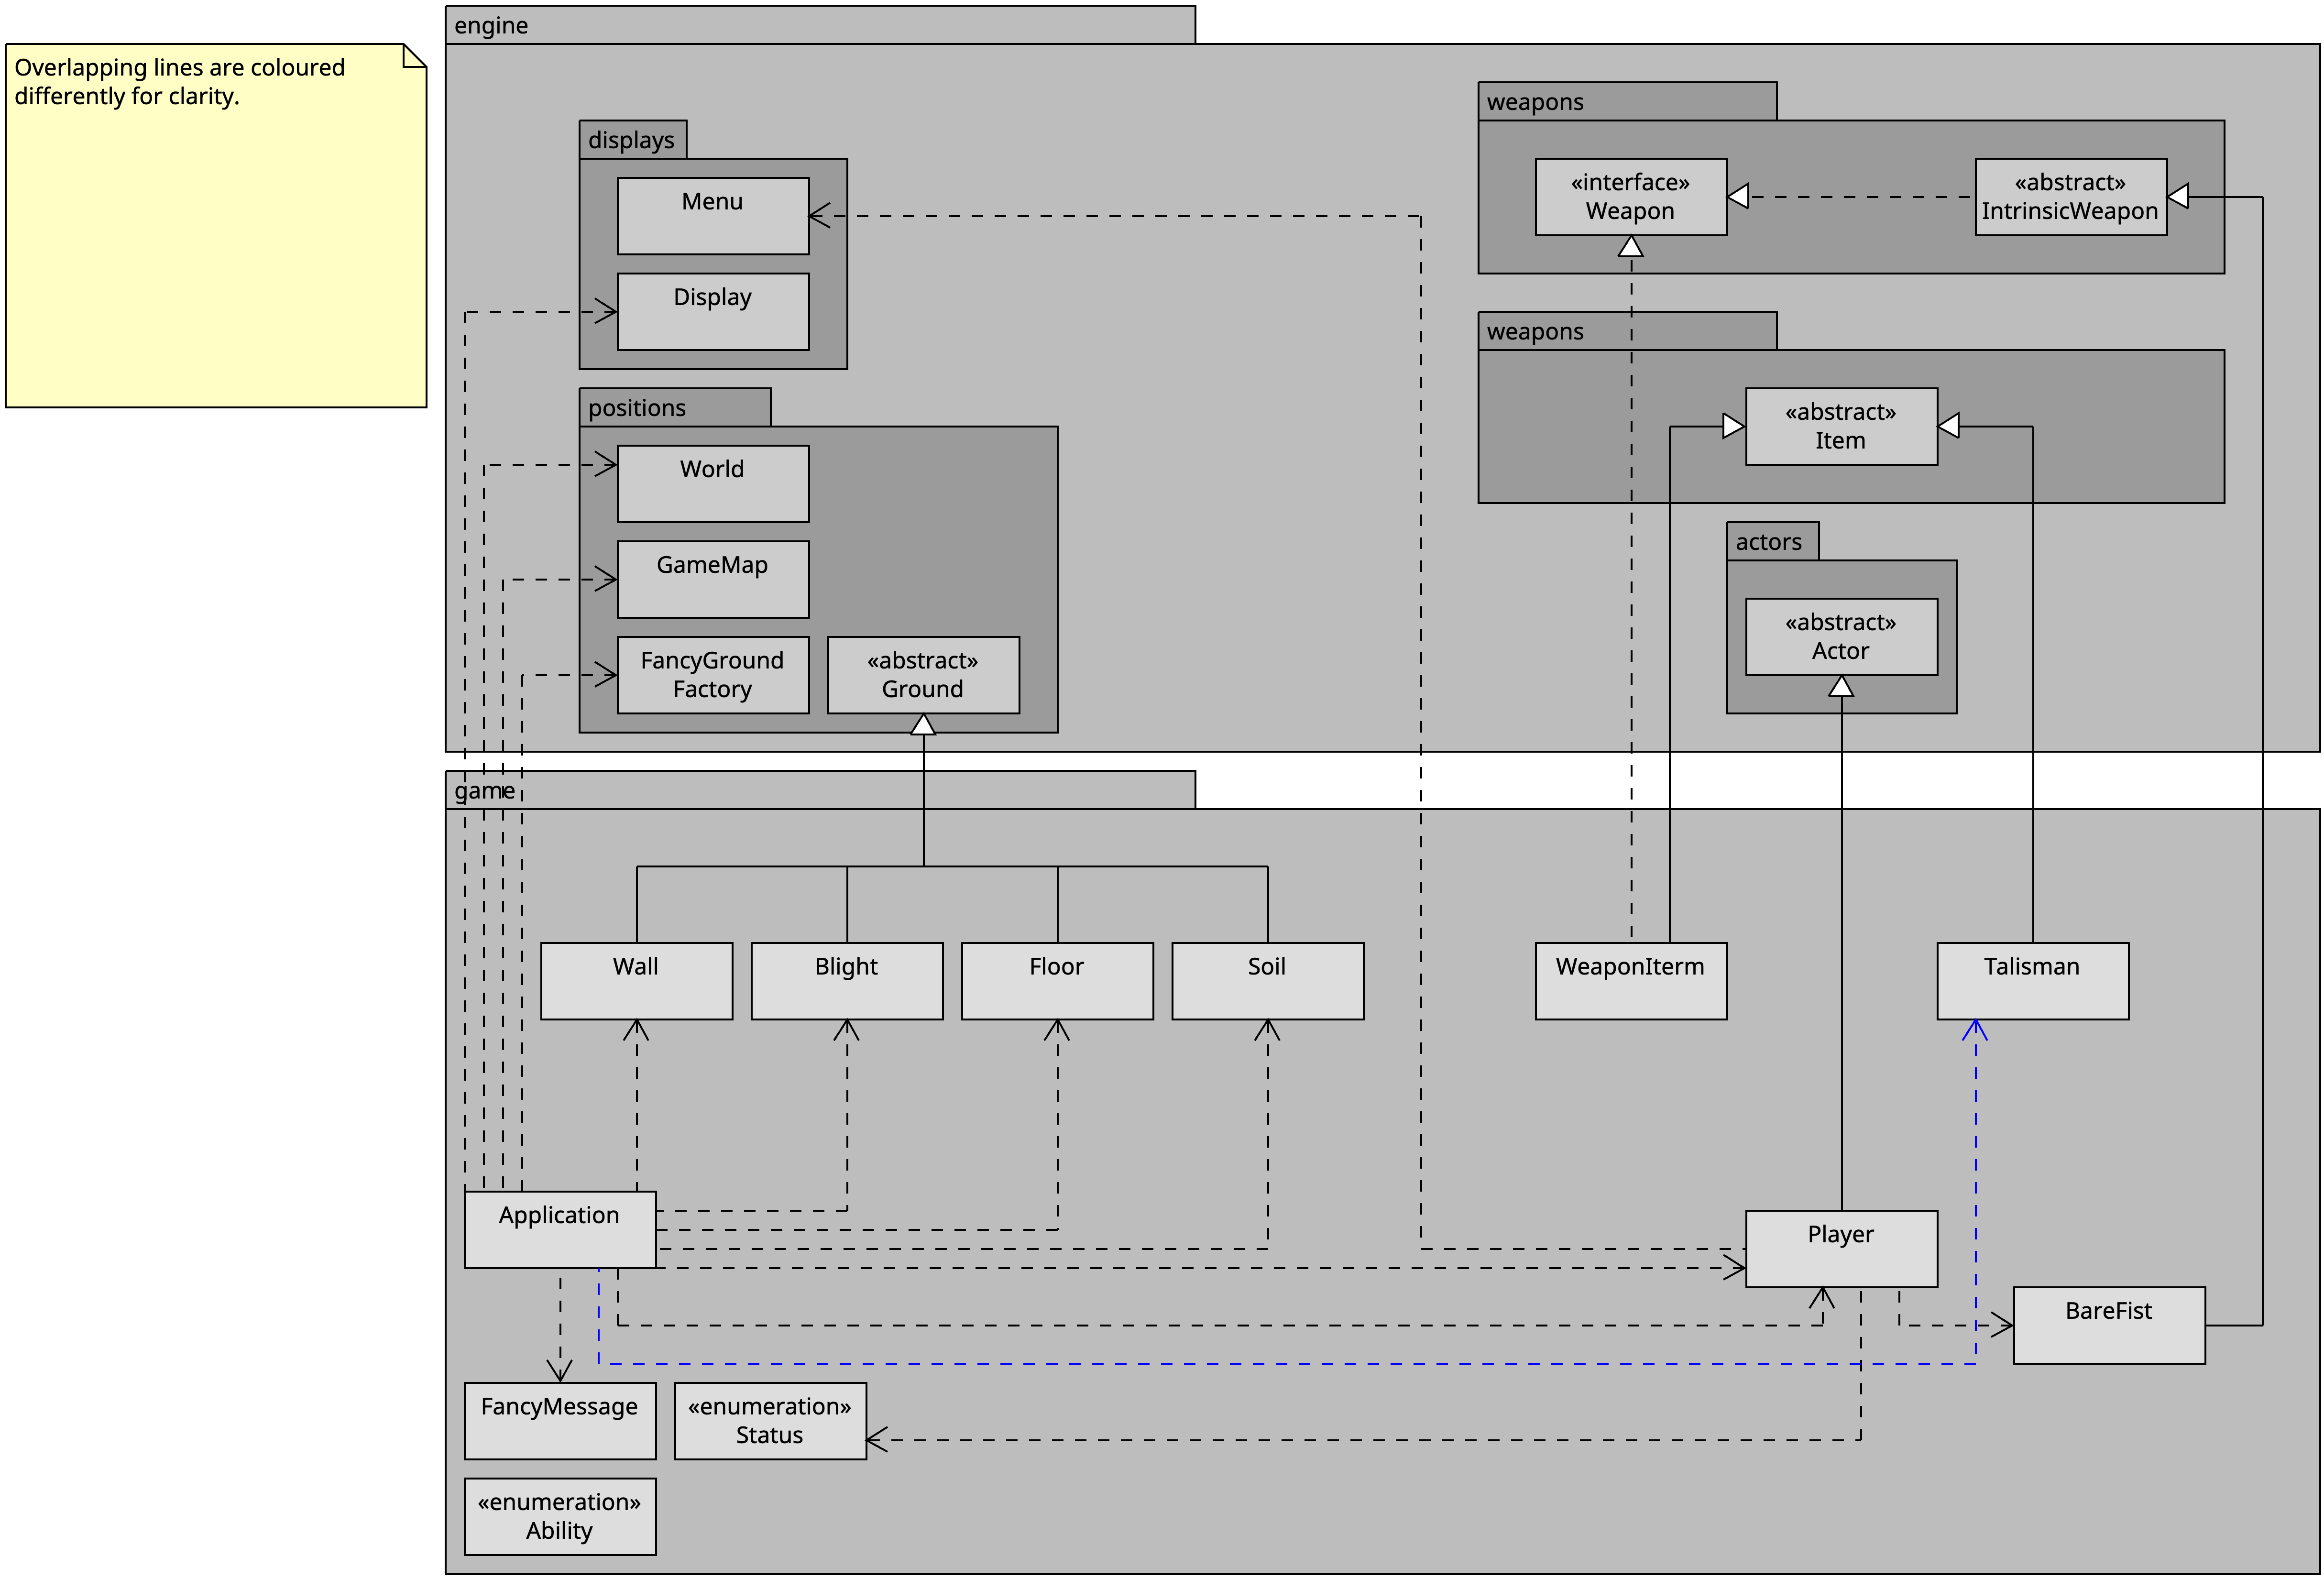 engine
Overlapping lines are coloured
differently for clarity.
weapons
displays
«interface»
Weapon
«abstract»
IntrinsicWeapon
Menu
Display
weapons
positions
«abstract»
Item
World
actors
GameMap
«abstract»
Actor
FancyGround
Factory
«abstract»
Ground
game
Wall
Blight
Floor
Soil
WeaponIterm
Talisman
Application
Player
BareFist
FancyMessage
«enumeration»
Status
«enumeration»
Ability